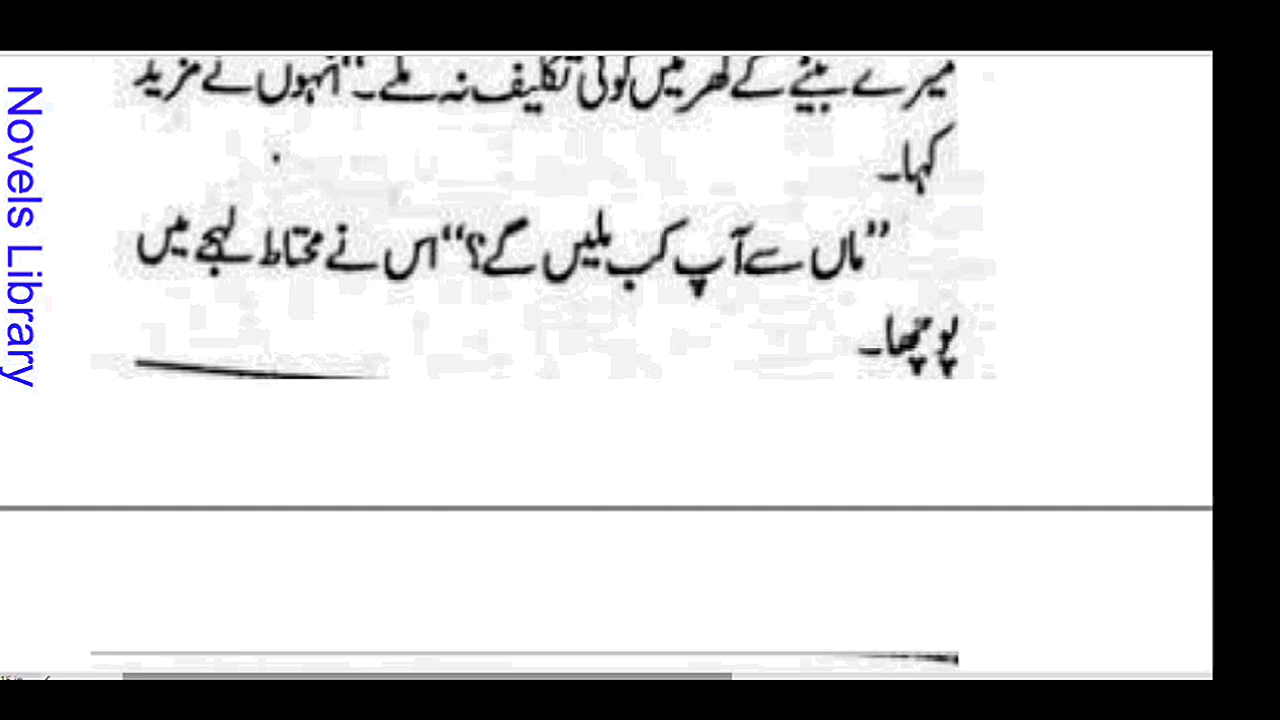 میرے بیٹے کے گھر میں کوئی تکلیف نہ ملے۔“ انہوں نے مزید
کہا۔
”ماں سے آپ کب ملیں گے؟“ اس نے محتاط لہجے میں
پوچھا۔
Novels Library